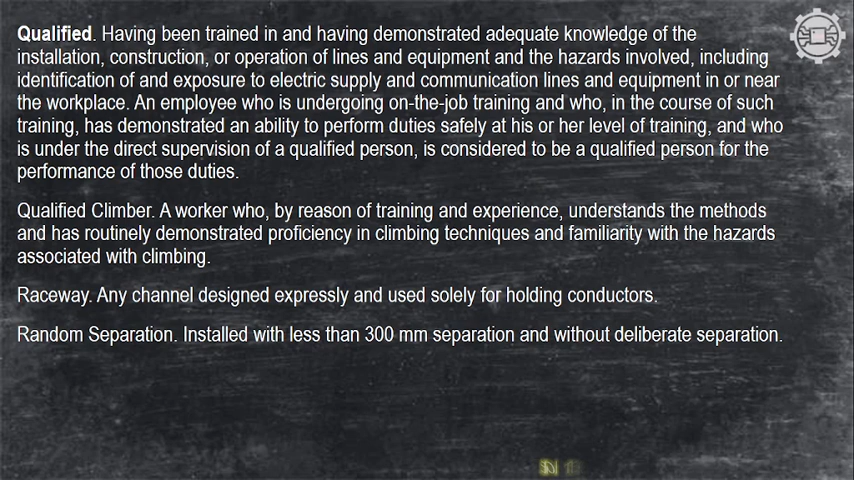 Qualified. Having been trained in and having demonstrated adequate knowledge of the
installation, construction, or operation of lines and equipment and the hazards involved, including
identification of and exposure to electric supply and communication lines and equipment in or near
the workplace. An employee who is undergoing on-the-job training and who, in the course of such
training, has demonstrated an ability to perform duties safely at his or her level of training, and who
is under the direct supervision of a qualified person, is considered to be a qualified person for the
performance of those duties.
Qualified Climber. A worker who, by reason of training and experience, understands the methods
and has routinely demonstrated proficiency in climbing techniques and familiarity with the hazards
associated with climbing.
Raceway. Any channel designed expressly and used solely for holding conductors.
Random Separation. Installed with less than 300 mm separation and without deliberate separation.